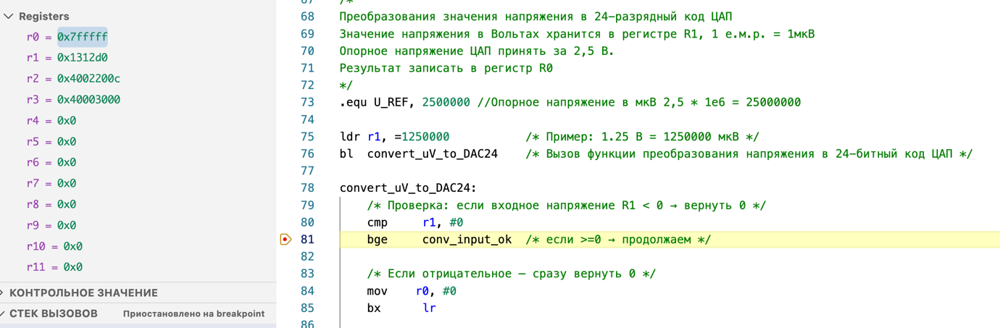 Registers
r0 = 0x7fffff
r1 = 0x1312d0
r2 = 0x4002200c
r3 = 0x40003000
r4 = 0x0
r5 = 0x0
r6 = 0x0
r7 = 0x0
r8 = 0x0
r9 = 0x0
r10 = 0x0
r11 = 0x0
КОНТРОЛЬНОЕ ЗНАЧЕНИЕ
СТЕК ВЫЗОВОВ Приостановлено на breakpoint
67 /*
68 Преобразования значения напряжения в 24-разрядный код ЦАП
69 Значение напряжения в Вольтах хранится в регистре R1, 1 е.м.р. = 1мкВ
70 Опорное напряжение ЦАП принять за 2,5 В.
71 Результат записать в регистр R0
72 */
73 .equ U_REF, 2500000 //Опорное напряжение в мкВ 2,5 * 1e6 = 25000000
74
75 ldr r1, =1250000 /* Пример: 1.25 В = 1250000 мкВ */
76 bl convert_uV_to_DAC24 /* Вызов функции преобразования напряжения в 24-битный код ЦАП */
77
78 convert_uV_to_DAC24:
79 /* Проверка: если входное напряжение R1 < 0 → вернуть 0 */
80 cmp r1, #0
81 bge conv_input_ok /* если >=0 → продолжаем */
82
83 /* Если отрицательное — сразу вернуть 0 */
84 mov r0, #0
85 bx lr
86